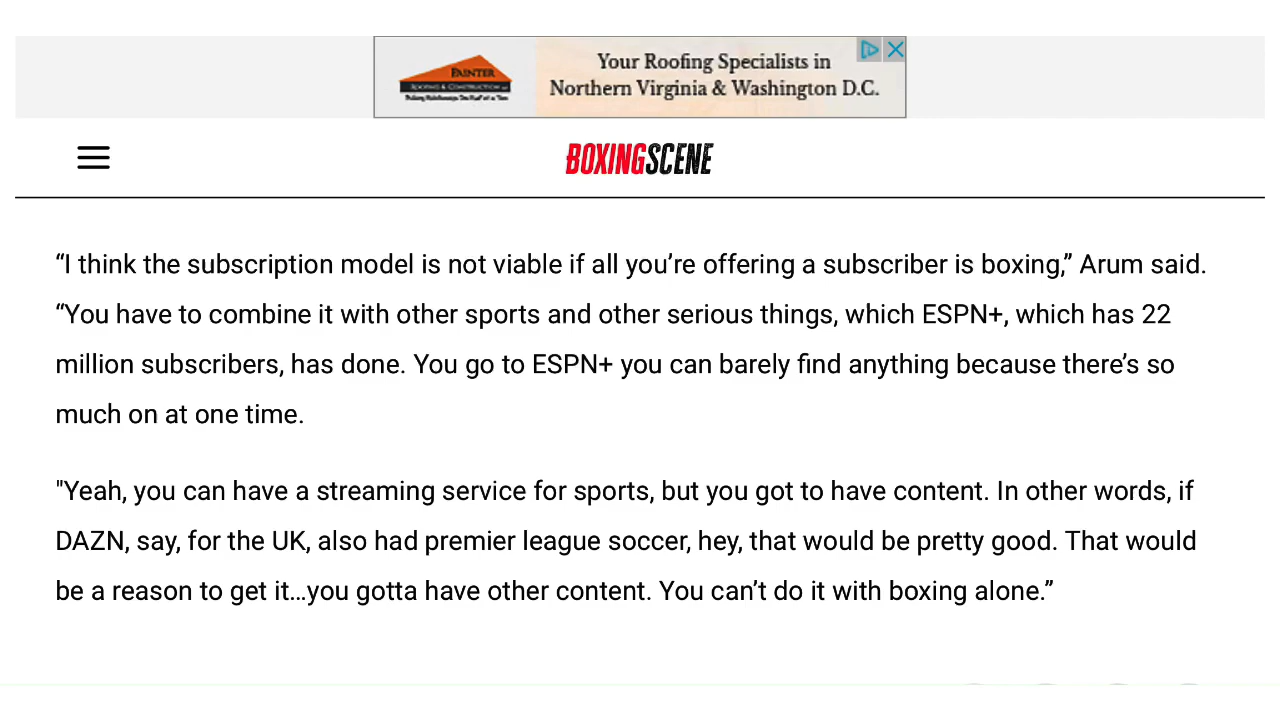 PAINTER
ROOFING & CONSTRUCTION
Your Roofing Specialists in
Northern Virginia & Washington D.C.
BOXINGSCENE
“I think the subscription model is not viable if all you’re offering a subscriber is boxing,” Arum said.
“You have to combine it with other sports and other serious things, which ESPN+, which has 22
million subscribers, has done. You go to ESPN+ you can barely find anything because there’s so
much on at one time.
"Yeah, you can have a streaming service for sports, but you got to have content. In other words, if
DAZN, say, for the UK, also had premier league soccer, hey, that would be pretty good. That would
be a reason to get it…you gotta have other content. You can’t do it with boxing alone.”